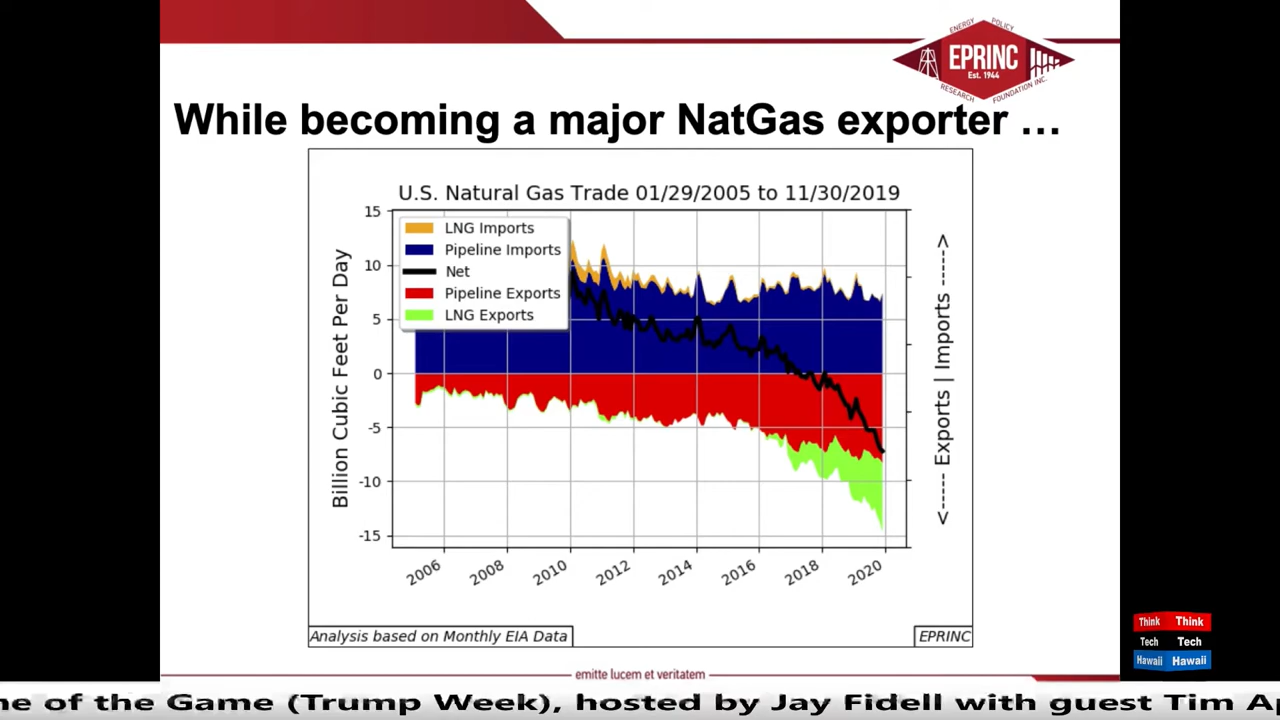 ENERGY POLICY
EPRINC
Est. 1944
RESEARCH FOUNDATION INC.
While becoming a major NatGas exporter ...
U.S. Natural Gas Trade 01/29/2005 to 11/30/2019
LNG Imports
Pipeline Imports
Net
Pipeline Exports
LNG Exports
15
10
5
0
-5
-10
-15
Billion Cubic Feet Per Day
<----- Exports | Imports ----->
2006
2008
2010
2012
2014
2016
2018
2020
Analysis based on Monthly EIA Data
EPRINC
emitte lucem et veritatem
Think Think
Tech Tech
Hawaii Hawaii
ne of the Game (Trump Week), hosted by Jay Fidell with guest Tim Ap